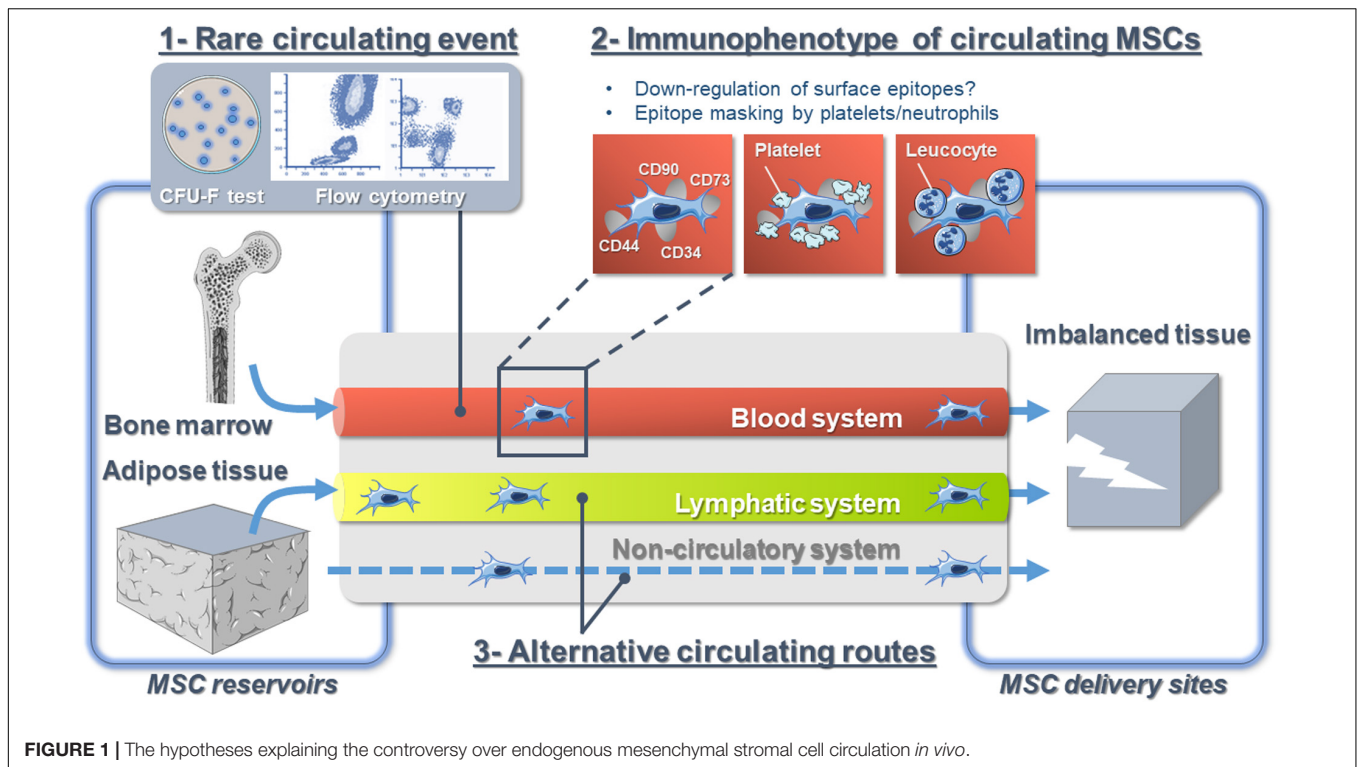 1- Rare circulating event
2- Immunophenotype of circulating MSCs
• Down-regulation of surface epitopes?
• Epitope masking by platelets/neutrophils
CFU-F test
Flow cytometry
CD90
CD73
CD44
CD34
Platelet
Leucocyte
Bone marrow
Adipose tissue
MSC reservoirs
Blood system
Lymphatic system
Non-circulatory system
3- Alternative circulating routes
Imbalanced tissue
MSC delivery sites
FIGURE 1 | The hypotheses explaining the controversy over endogenous mesenchymal stromal cell circulation in vivo.